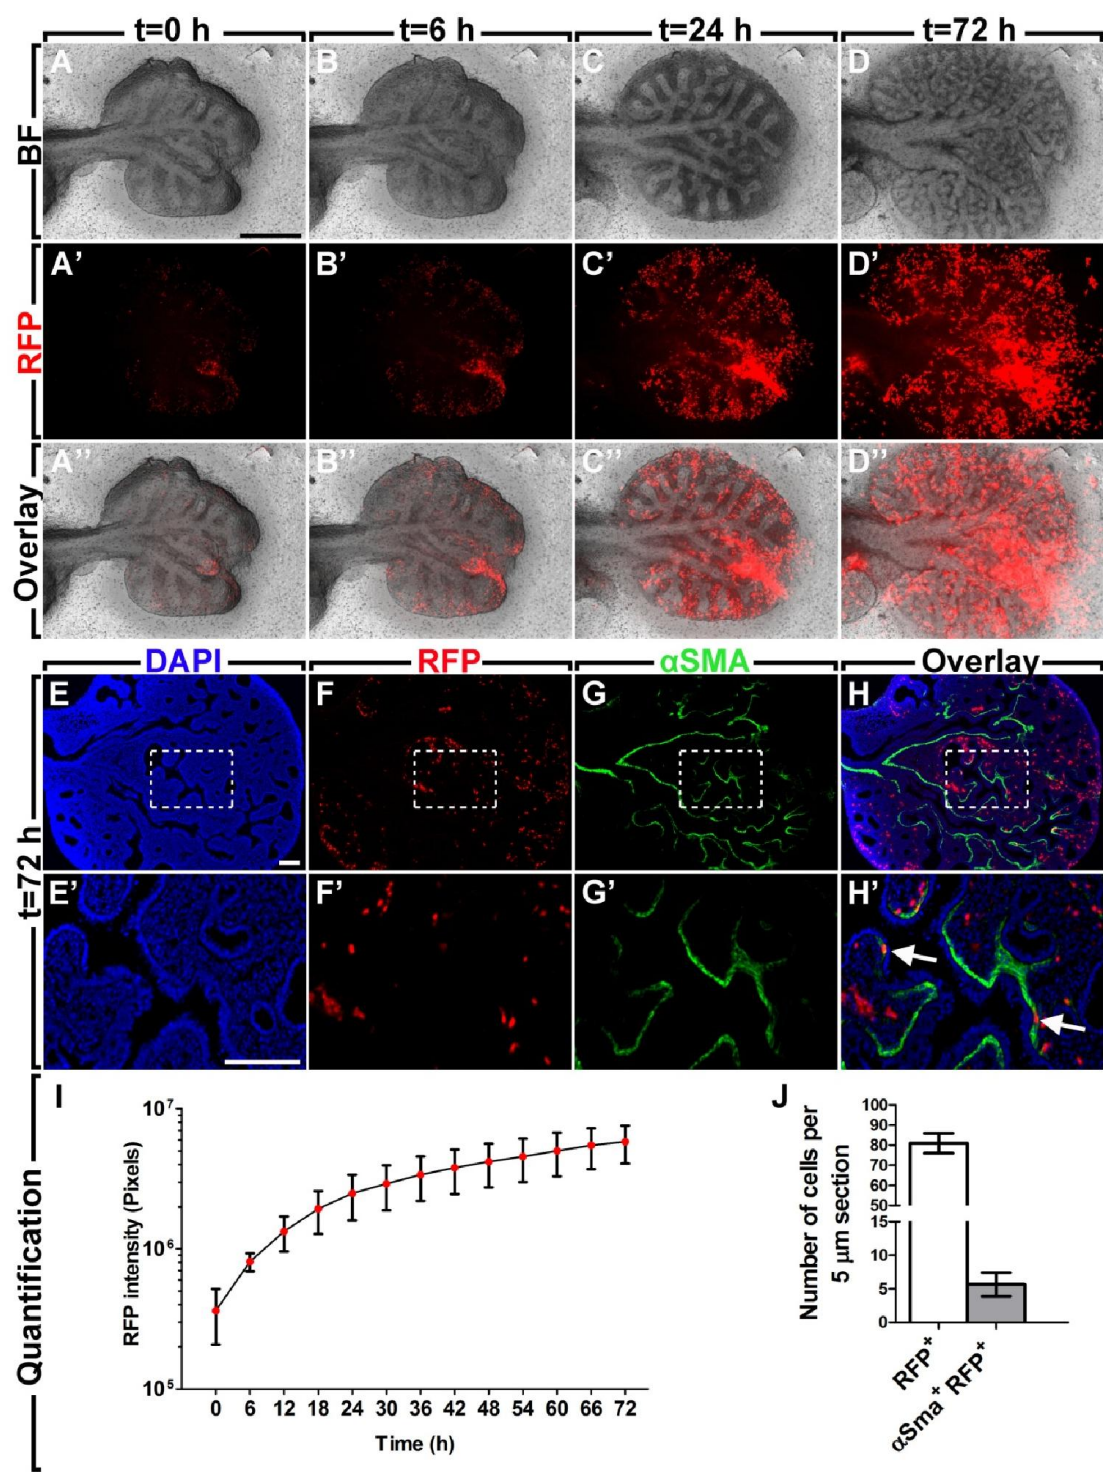 t=0 h t=6 h t=24 h t=72 h
BF
A B C D
RFP
A' B' C' D'
Overlay
A'' B'' C'' D''
DAPI RFP αSMA Overlay
t=72 h
E F G H
E' F' G' H'
Quantification
I
RFP intensity (Pixels)
10⁷
10⁶
10⁵
0 6 12 18 24 30 36 42 48 54 60 66 72
Time (h)
J
Number of cells per
5 μm section
100
90
80
70
60
50
15
10
5
0
RFP⁺
αSma⁺ RFP⁺